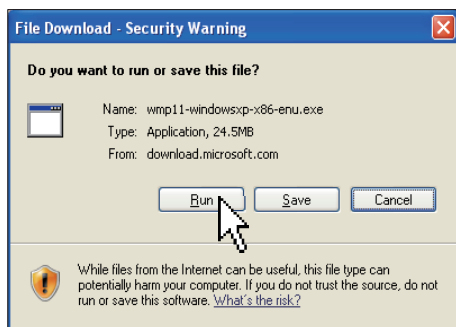 File Download - Security Warning
Do you want to run or save this file?
Name: wmp11-windowsxp-x86-enu.exe
Type: Application, 24.5MB
From: download.microsoft.com
Run Save Cancel
While files from the Internet can be useful, this file type can
potentially harm your computer. If you do not trust the source, do not
run or save this software. What's the risk?